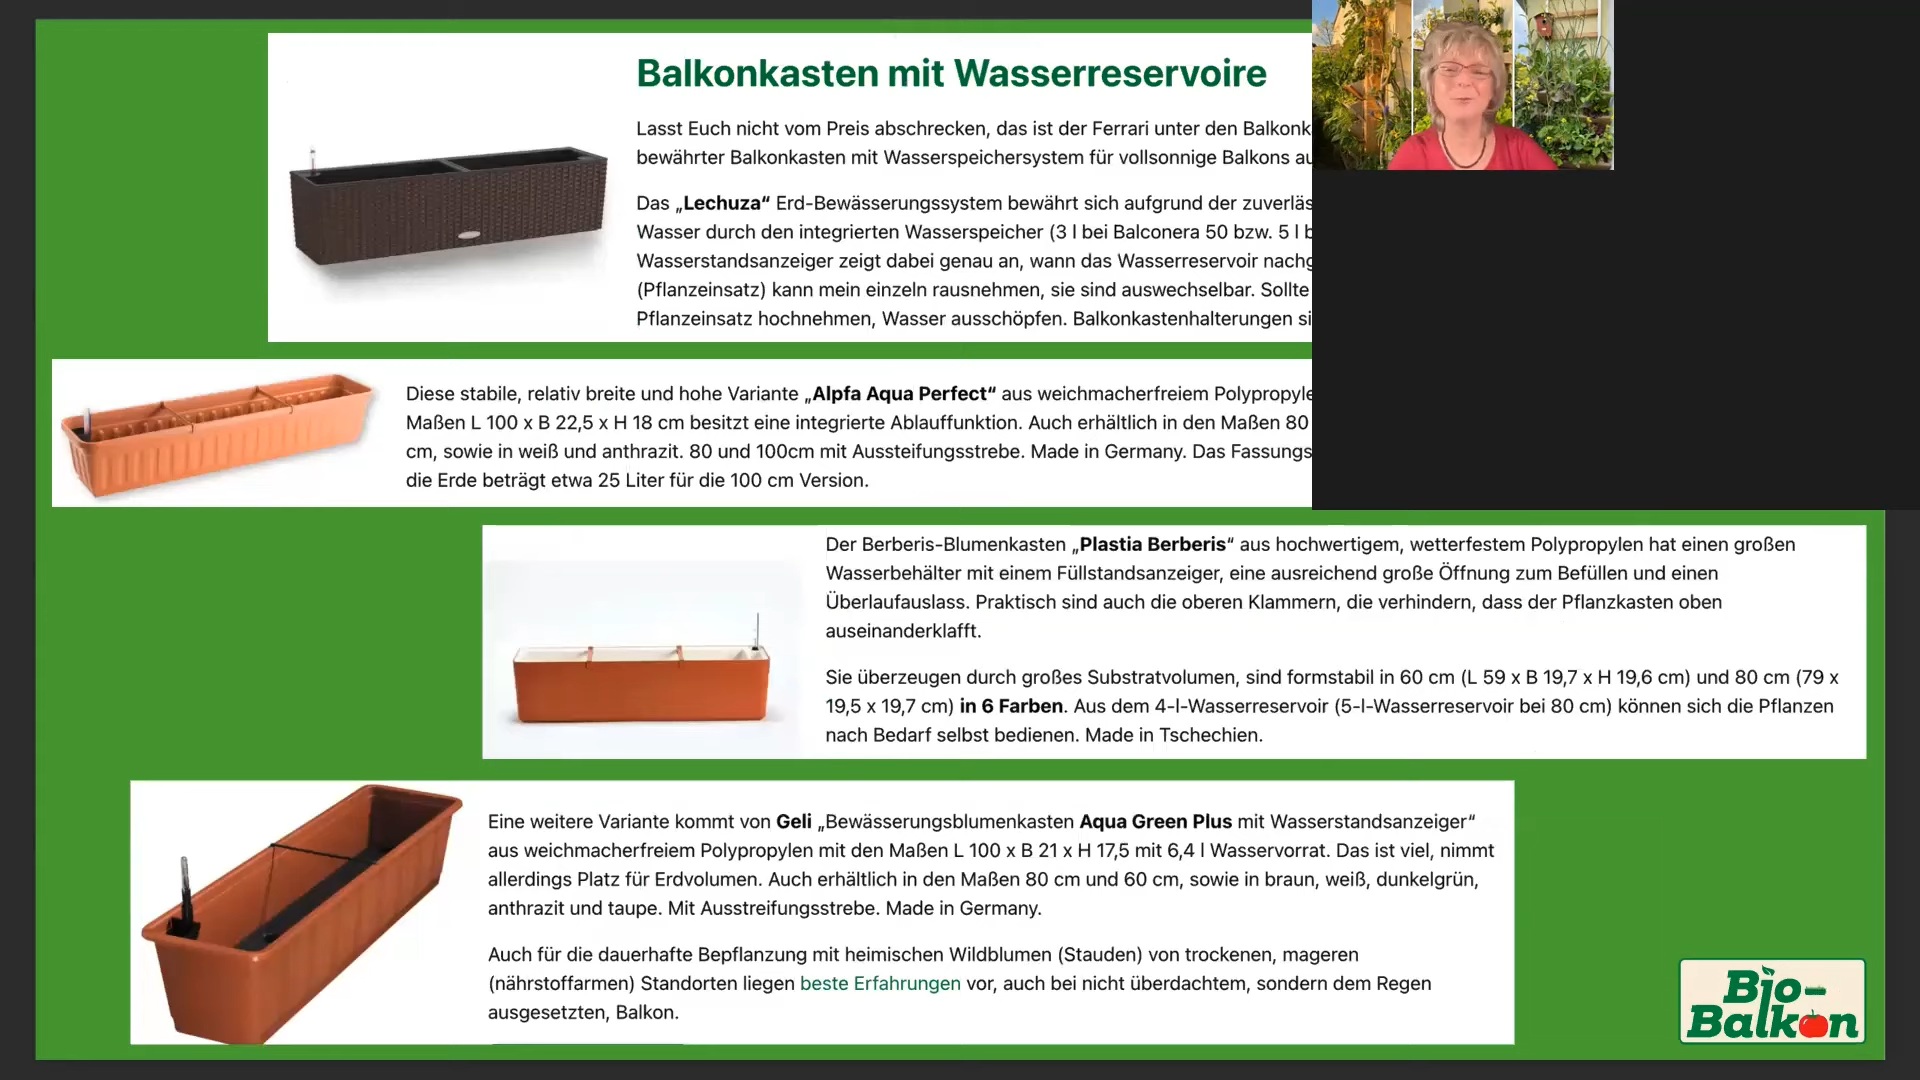 Balkonkasten mit Wasserreservoire
Lasst Euch nicht vom Preis abschrecken, das ist der Ferrari unter den
bewährter Balkonkasten mit Wasserspeichersystem für vollsonnige Balkons
Das „Lechuza“ Erd-Bewässerungssystem bewährt sich aufgrund der
Wasser durch den integrierten Wasserspeicher (3 l bei Balconera 50 bzw. 5 l
Wasserstandsanzeiger zeigt dabei genau an, wann das Wasserreservoir
(Pflanzeinsatz) kann mein einzeln rausnehmen, sie sind auswechselbar. Sollte
Pflanzeinsatz hochnehmen, Wasser ausschöpfen. Balkonkastenhalterungen
Diese stabile, relativ breite und hohe Variante „Alpfa Aqua Perfect“ aus weichmacherfreiem
Maßen L 100 x B 22,5 x H 18 cm besitzt eine integrierte Ablauffunktion. Auch erhältlich in den Maßen 80
cm, sowie in weiß und anthrazit. 80 und 100cm mit Aussteifungsstrebe. Made in Germany. Das
die Erde beträgt etwa 25 Liter für die 100 cm Version.
Der Berberis-Blumenkasten „Plastia Berberis“ aus hochwertigem, wetterfestem Polypropylen hat einen großen
Wasserbehälter mit einem Füllstandsanzeiger, eine ausreichend große Öffnung zum Befüllen und einen
Überlaufauslass. Praktisch sind auch die oberen Klammern, die verhindern, dass der Pflanzkasten oben
auseinanderklafft.
Sie überzeugen durch großes Substratvolumen, sind formstabil in 60 cm (L 59 x B 19,7 x H 19,6 cm) und 80 cm (79 x
19,5 x 19,7 cm) in 6 Farben. Aus dem 4-l-Wasserreservoir (5-l-Wasserreservoir bei 80 cm) können sich die Pflanzen
nach Bedarf selbst bedienen. Made in Tschechien.
Eine weitere Variante kommt von Geli „Bewässerungsblumenkasten Aqua Green Plus mit Wasserstandsanzeiger“
aus weichmacherfreiem Polypropylen mit den Maßen L 100 x B 21 x H 17,5 mit 6,4 l Wasservorrat. Das ist viel, nimmt
allerdings Platz für Erdvolumen. Auch erhältlich in den Maßen 80 cm und 60 cm, sowie in braun, weiß, dunkelgrün,
anthrazit und taupe. Mit Ausstreifungsstrebe. Made in Germany.
Auch für die dauerhafte Bepflanzung mit heimischen Wildblumen (Stauden) von trockenen, mageren
(nährstoffarmen) Standorten liegen beste Erfahrungen vor, auch bei nicht überdachtem, sondern dem Regen
ausgesetzten, Balkon.
Bio-
Balkon